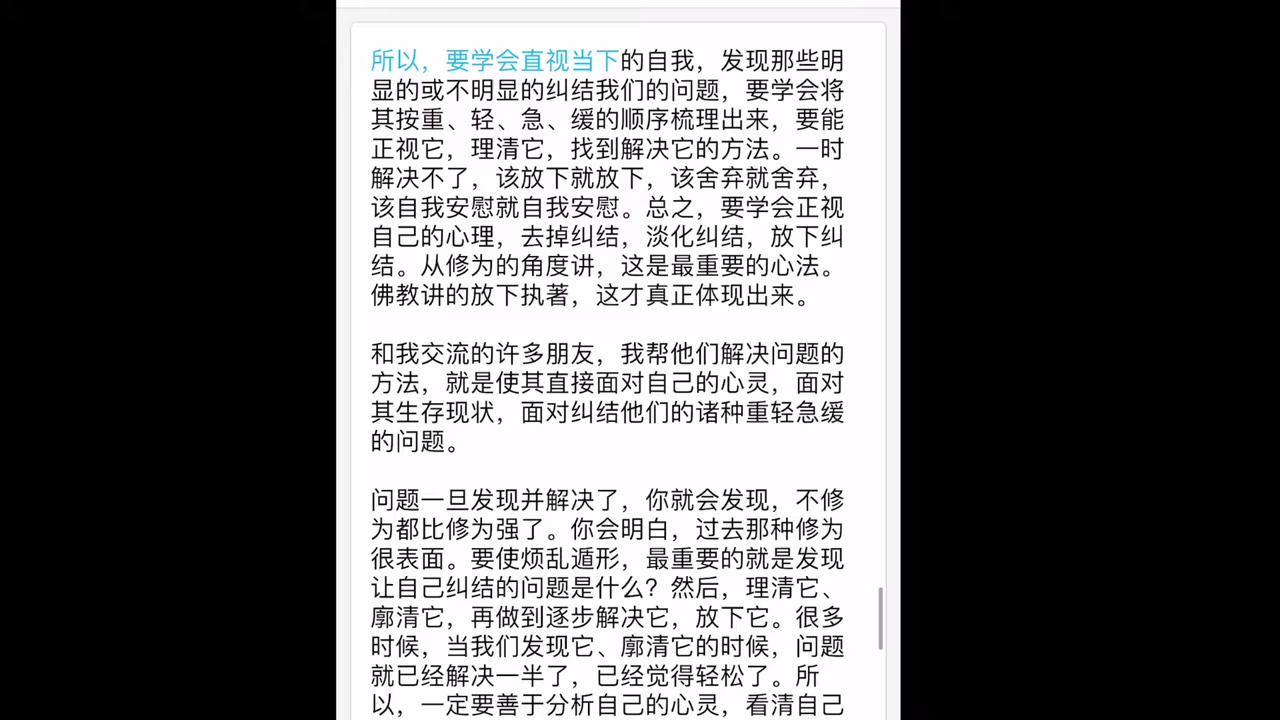 所以，要学会直视当下的自我，发现那些明
显的或不明显的纠结我们的问题，要学会将
其按重、轻、急、缓的顺序梳理出来，要能
正视它，理清它，找到解决它的方法。一时
解决不了，该放下就放下，该舍弃就舍弃，
该自我安慰就自我安慰。总之，要学会正视
自己的心理，去掉纠结，淡化纠结，放下纠
结。从修为的角度讲，这是最重要的心法。
佛教讲的放下执著，这才真正体现出来。
和我交流的许多朋友，我帮他们解决问题的
方法，就是使其直接面对自己的心灵，面对
其生存现状，面对纠结他们的诸种重轻急缓
的问题。
问题一旦发现并解决了，你就会发现，不修
为都比修为强了。你会明白，过去那种修为
很表面。要使烦乱遁形，最重要的就是发现
让自己纠结的问题是什么？然后，理清它、
廓清它，再做到逐步解决它，放下它。很多
时候，当我们发现它、廓清它的时候，问题
就已经解决一半了，已经觉得轻松了。所
以，一定要善于分析自己的心灵，看清自己